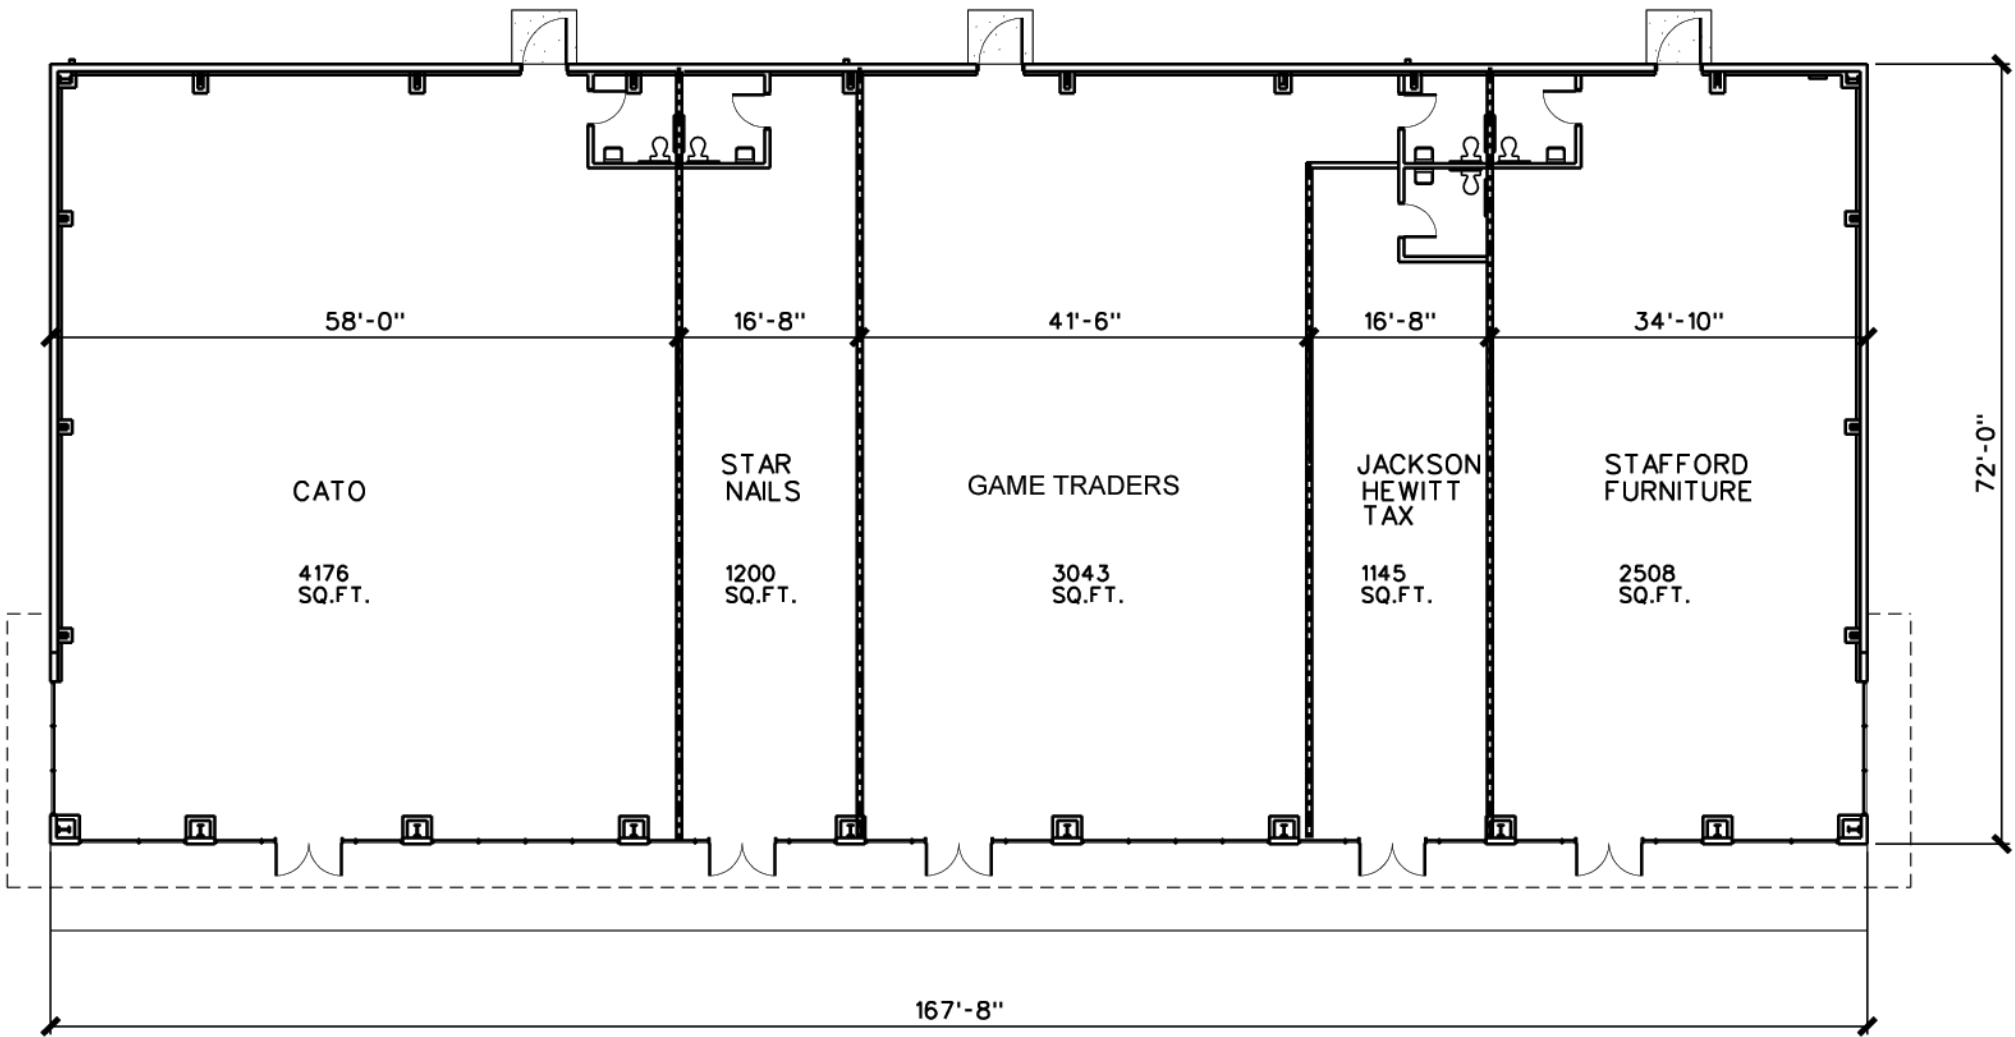 58'-0"
16'-8"
41'-6"
16'-8"
34'-10"
72'-0"
CATO
4176
SQ.FT.
STAR
NAILS
1200
SQ.FT.
GAME TRADERS
3043
SQ.FT.
JACKSON
HEWITT
TAX
1145
SQ.FT.
STAFFORD
FURNITURE
2508
SQ.FT.
167'-8"